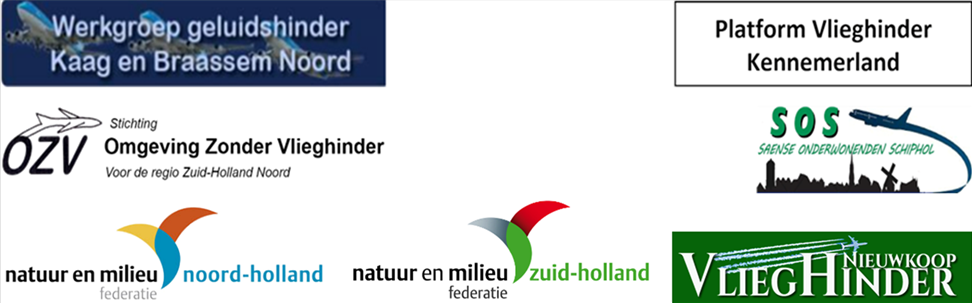 Werkgroep geluidshinder
Kaag en Braassem Noord
Platform Vlieghinder
Kennemerland
OZV
Stichting
Omgeving Zonder Vlieghinder
Voor de regio Zuid-Holland Noord
SOS
SAENSE ONDERWONENDEN SCHIPHOL
natuur en milieu noord-holland
federatie
natuur en milieu zuid-holland
federatie
NIEUWKOOP
VLIEGHINDER